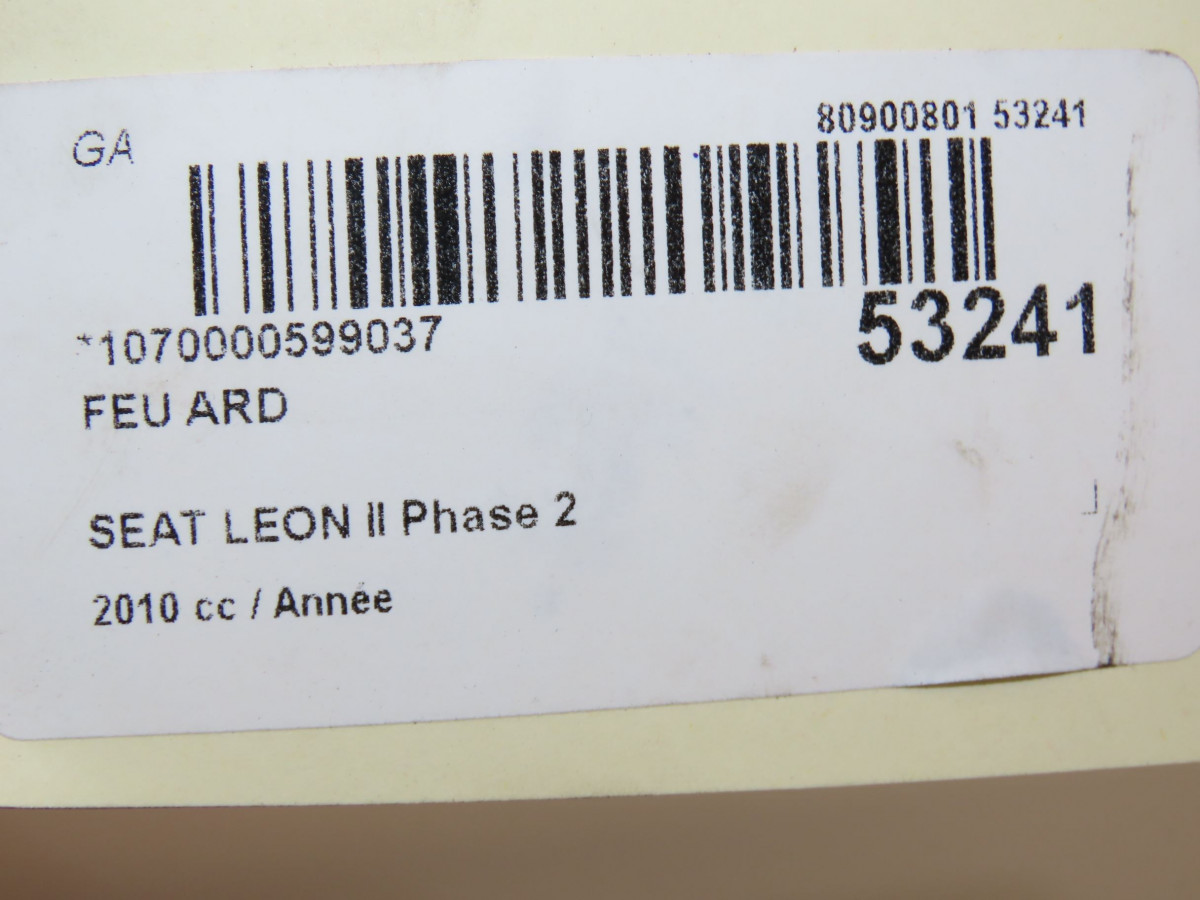 GA
80900801 53241
*1070000599037
53241
FEU ARD
SEAT LEON II Phase 2
2010 cc / Année